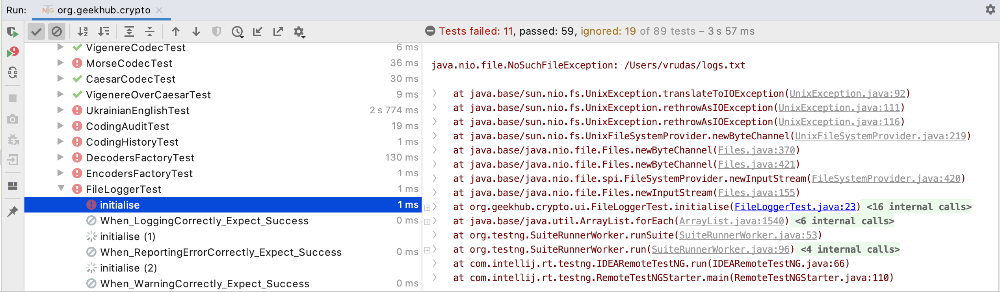 Run: org.geekhub.crypto
Tests failed: 11, passed: 59, ignored: 19 of 89 tests – 3 s 57 ms
VigenereCodecTest 6 ms
MorseCodecTest 36 ms
CaesarCodecTest 30 ms
VigenereOverCaesarTest 9 ms
UkrainianEnglishTest 2 s 774 ms
CodingAuditTest 19 ms
CodingHistoryTest 1 ms
DecodersFactoryTest 130 ms
EncodersFactoryTest 1 ms
FileLoggerTest 1 ms
initialise 1 ms
When_LoggingCorrectly_Expect_Success 0 ms
initialise (1)
When_ReportingErrorCorrectly_Expect_Success 0 ms
initialise (2)
When_WarningCorrectly_Expect_Success 0 ms
java.nio.file.NoSuchFileException: /Users/vrudas/logs.txt
at java.base/sun.nio.fs.UnixException.translateToIOException(UnixException.java:92)
at java.base/sun.nio.fs.UnixException.rethrowAsIOException(UnixException.java:111)
at java.base/sun.nio.fs.UnixException.rethrowAsIOException(UnixException.java:116)
at java.base/sun.nio.fs.UnixFileSystemProvider.newByteChannel(UnixFileSystemProvider.java:219)
at java.base/java.nio.file.Files.newByteChannel(Files.java:370)
at java.base/java.nio.file.Files.newByteChannel(Files.java:421)
at java.base/java.nio.file.spi.FileSystemProvider.newInputStream(FileSystemProvider.java:420)
at java.base/java.nio.file.Files.newInputStream(Files.java:155)
at org.geekhub.crypto.ui.FileLoggerTest.initialise(FileLoggerTest.java:23) <16 internal calls>
at java.base/java.util.ArrayList.forEach(ArrayList.java:1540) <6 internal calls>
at org.testng.SuiteRunnerWorker.runSuite(SuiteRunnerWorker.java:53)
at org.testng.SuiteRunnerWorker.run(SuiteRunnerWorker.java:96) <4 internal calls>
at com.intellij.rt.testng.IDEARemoteTestNG.run(IDEARemoteTestNG.java:66)
at com.intellij.rt.testng.RemoteTestNGStarter.main(RemoteTestNGStarter.java:110)